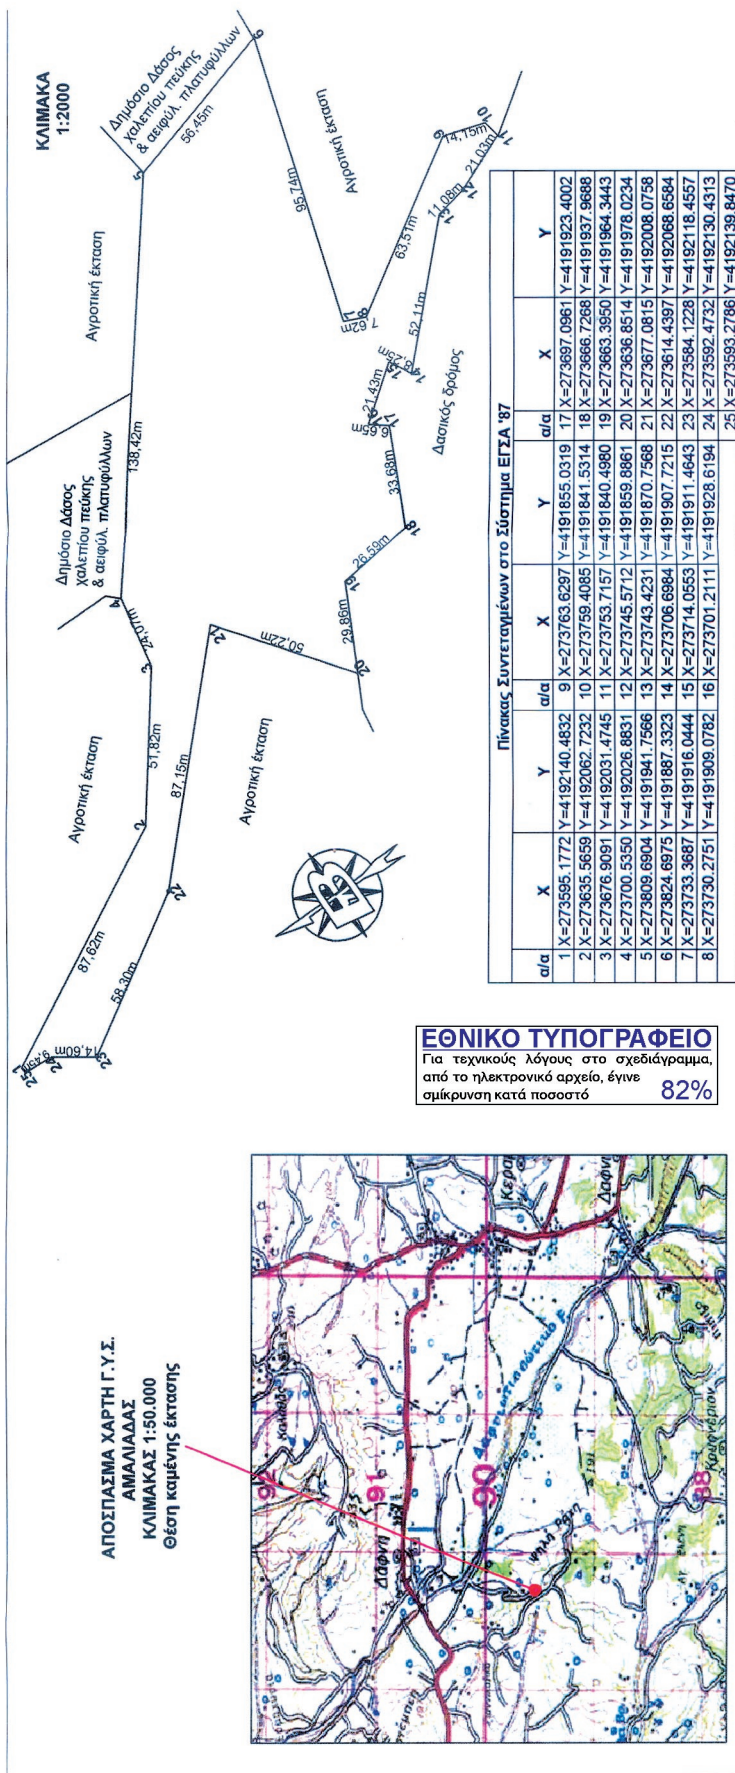 ΚΛΙΜΑΚΑ
1:2000
Δημόσιο Δάσος
χαλεπίου πεύκης
& αειφύλ. πλατυφύλλων
56,45m
Αγροτική έκταση
138,42m
Δημόσιο Δάσος
χαλεπίου πεύκης
& αειφύλ. πλατυφύλλων
24,07m
51,82m
Αγροτική έκταση
87,62m
9,45m
14,60m
58,30m
87,15m
Αγροτική έκταση
50,22m
29,86m
26,59m
33,68m
6,65m
21,43m
52,11m
Δασικός δρόμος
11,08m
21,03m
14,15m
63,51m
7,62m
95,74m
Αγροτική έκταση
Πίνακας Συντεταγμένων στο Σύστημα ΕΓΣΑ '87
α/α X Y α/α X Y α/α X Y
1 X=273595.1772 Y=4192140.4832 9 X=273763.6297 Y=4191855.0319 17 X=273697.0961 Y=4191923.4002
2 X=273635.5659 Y=4192062.7232 10 X=273759.4085 Y=4191841.5314 18 X=273666.7268 Y=4191937.9688
3 X=273676.9091 Y=4192031.4745 11 X=273753.7157 Y=4191840.4980 19 X=273663.3950 Y=4191964.3443
4 X=273700.5350 Y=4192026.8831 12 X=273745.5712 Y=4191859.8861 20 X=273636.8514 Y=4191978.0234
5 X=273809.6904 Y=4191941.7566 13 X=273743.4231 Y=4191870.7568 21 X=273677.0815 Y=4192008.0758
6 X=273824.6975 Y=4191887.3323 14 X=273706.6984 Y=4191907.7215 22 X=273614.4397 Y=4192068.6584
7 X=273733.3687 Y=4191916.0444 15 X=273714.0553 Y=4191911.4643 23 X=273584.1228 Y=4192118.4557
8 X=273730.2751 Y=4191909.0782 16 X=273701.2111 Y=4191928.6194 24 X=273592.4732 Y=4192130.4313
25 X=273593.2786 Y=4192139.8470
ΕΘΝΙΚΟ ΤΥΠΟΓΡΑΦΕΙΟ
Για τεχνικούς λόγους στο σχεδιάγραμμα,
από το ηλεκτρονικό αρχείο, έγινε
σμίκρυνση κατά ποσοστό 82%
ΑΠΟΣΠΑΣΜΑ ΧΑΡΤΗ Γ.Υ.Σ.
ΑΜΑΛΙΑΔΑΣ
ΚΛΙΜΑΚΑΣ 1:50.000
Θέση καμένης έκτασης
92
91
90
88
Δάφνη
Ψηλή Ράχη